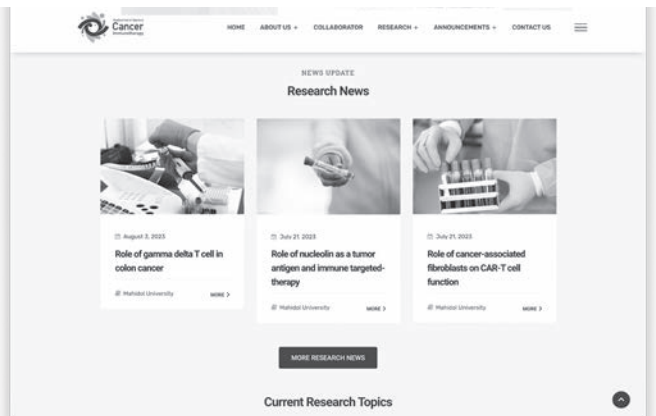 Cancer
Immunotherapy
HOME ABOUT US + COLLABORATOR RESEARCH + ANNOUNCEMENTS + CONTACT US
NEWS UPDATE
Research News
August 3, 2023
Role of gamma delta T cell in
colon cancer
Mahidol University MORE >
July 21, 2023
Role of nucleolin as a tumor
antigen and immune targeted-
therapy
Mahidol University MORE >
July 21, 2023
Role of cancer-associated
fibroblasts on CAR-T cell
function
Mahidol University MORE >
MORE RESEARCH NEWS
Current Research Topics